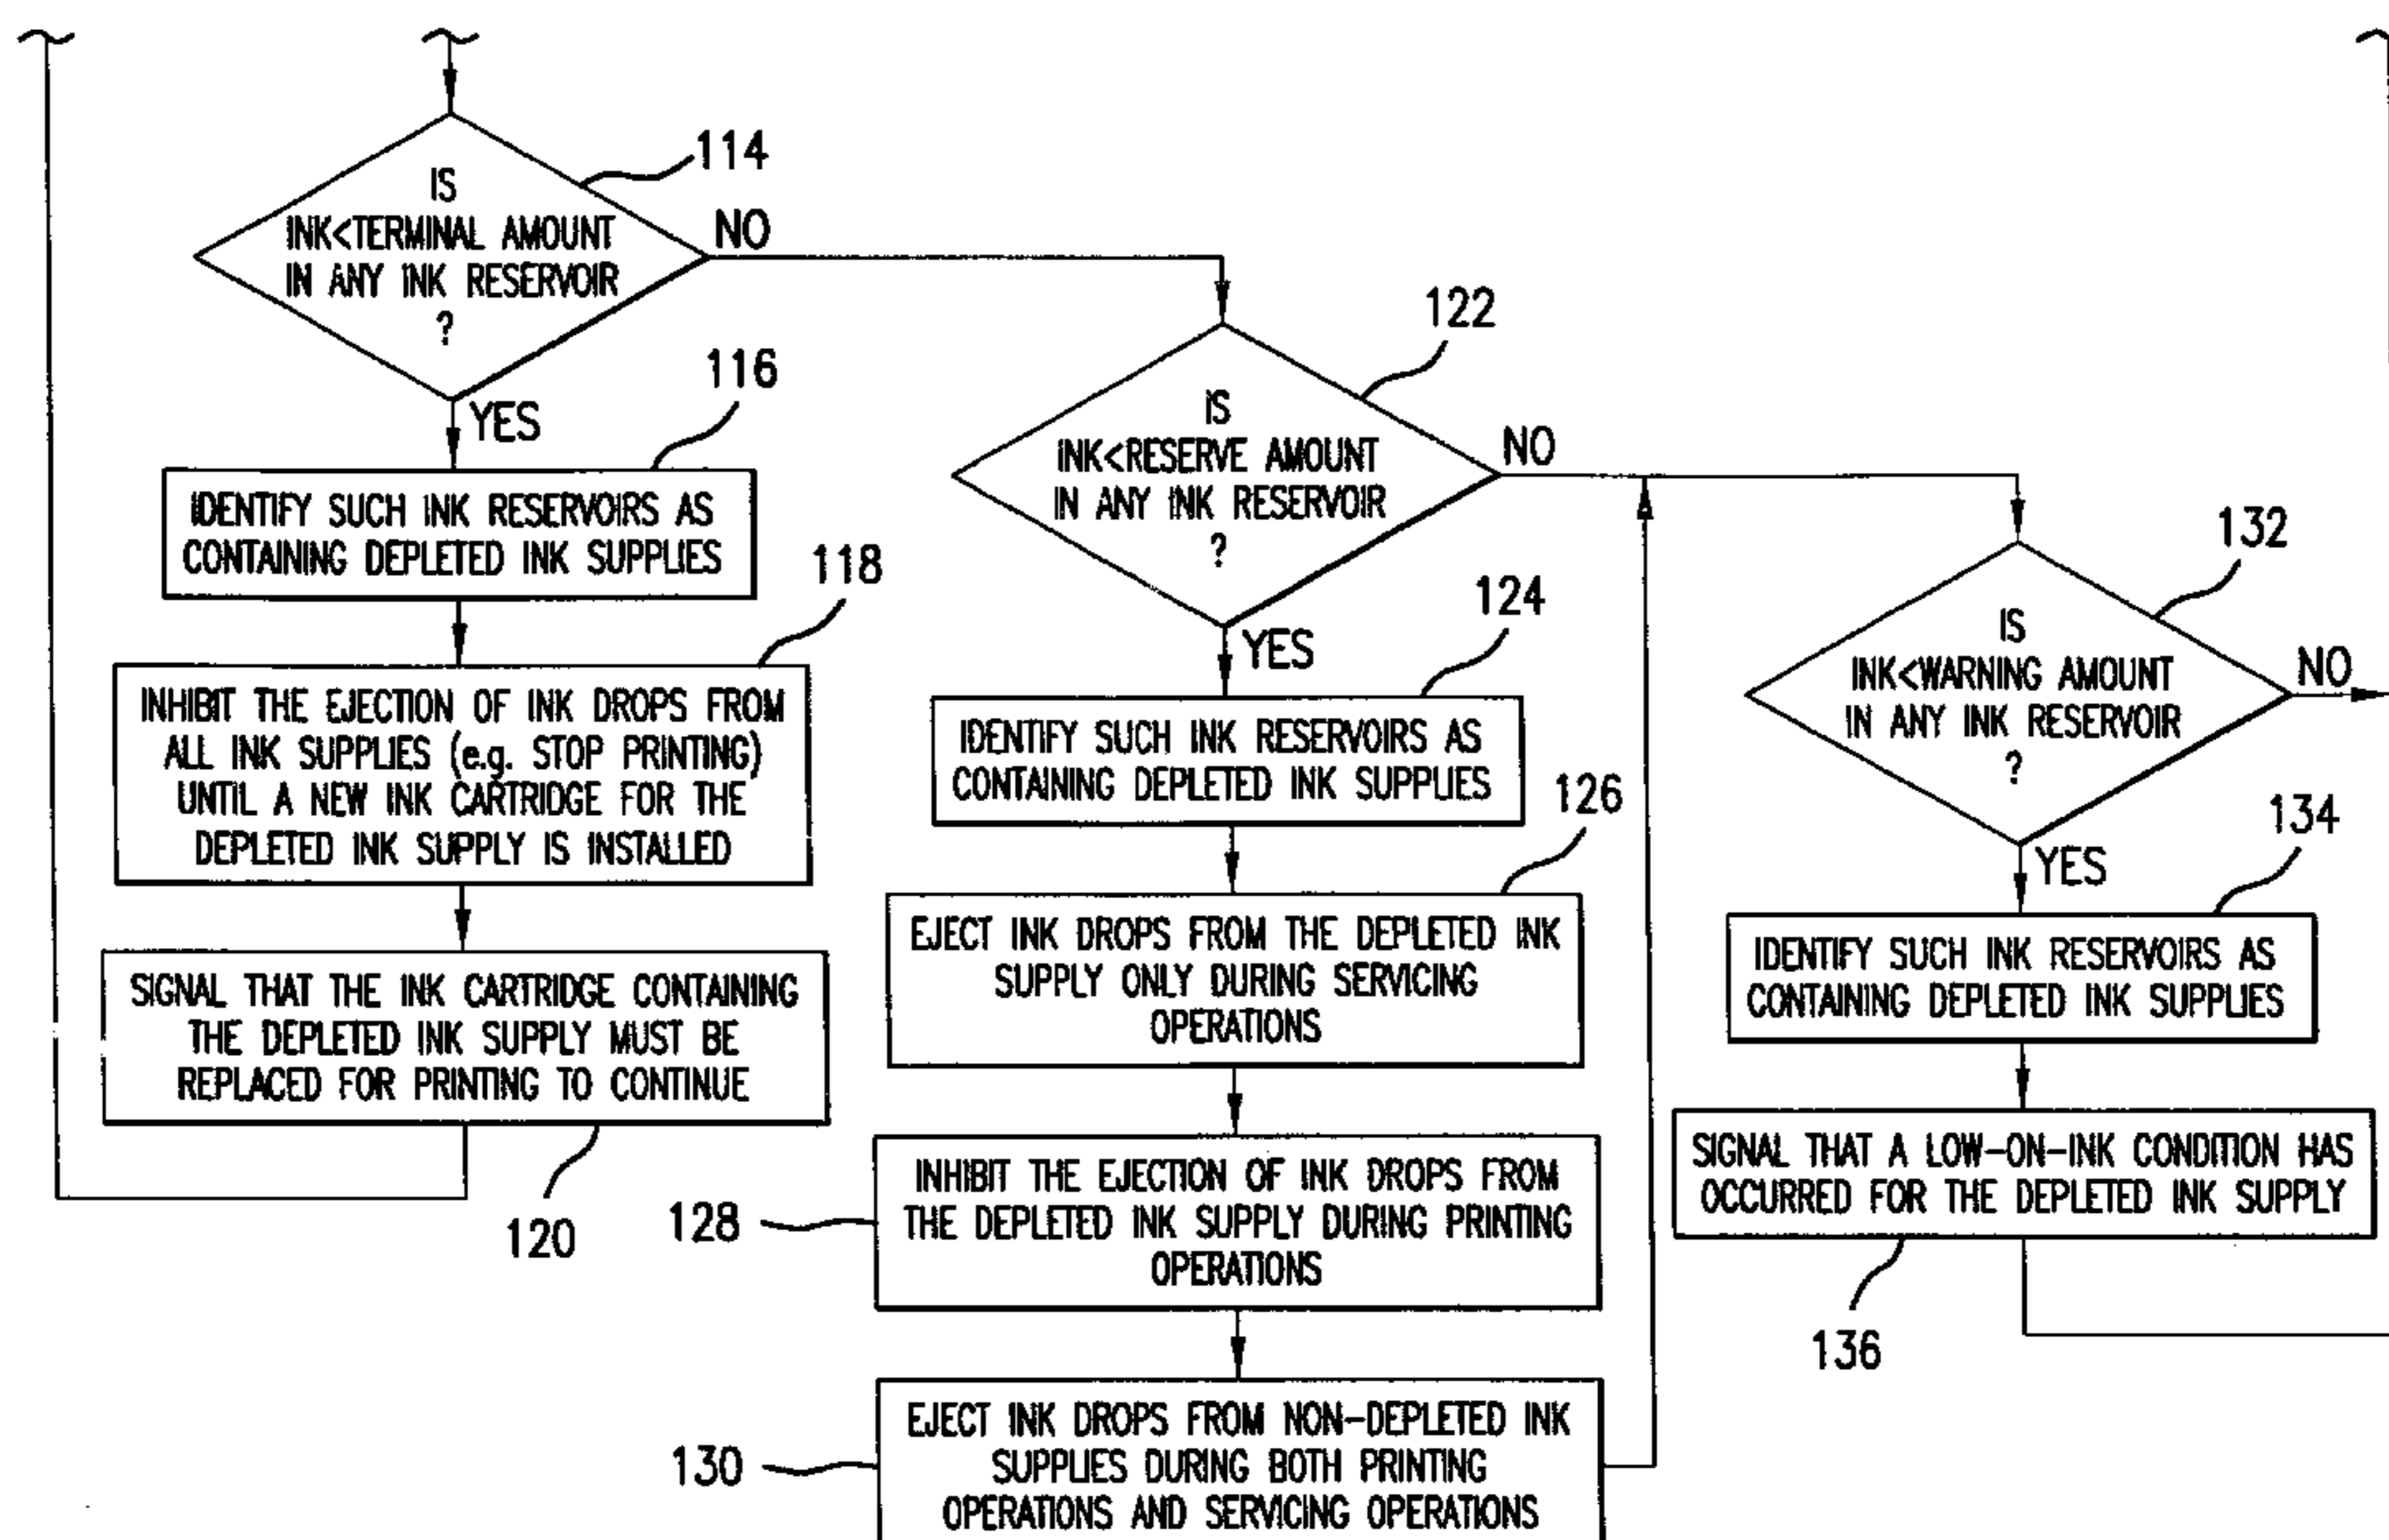 114
IS
INK<TERMINAL AMOUNT
IN ANY INK RESERVOIR
?
NO
YES
116
IDENTIFY SUCH INK RESERVOIRS AS
CONTAINING DEPLETED INK SUPPLIES
118
INHIBIT THE EJECTION OF INK DROPS FROM
ALL INK SUPPLIES (e.g. STOP PRINTING)
UNTIL A NEW INK CARTRIDGE FOR THE
DEPLETED INK SUPPLY IS INSTALLED
SIGNAL THAT THE INK CARTRIDGE CONTAINING
THE DEPLETED INK SUPPLY MUST BE
REPLACED FOR PRINTING TO CONTINUE
120
122
IS
INK<RESERVE AMOUNT
IN ANY INK RESERVOIR
?
NO
YES
124
IDENTIFY SUCH INK RESERVOIRS AS
CONTAINING DEPLETED INK SUPPLIES
126
EJECT INK DROPS FROM THE DEPLETED INK
SUPPLY ONLY DURING SERVICING
OPERATIONS
128
INHIBIT THE EJECTION OF INK DROPS FROM
THE DEPLETED INK SUPPLY DURING PRINTING
OPERATIONS
130
EJECT INK DROPS FROM NON-DEPLETED INK
SUPPLIES DURING BOTH PRINTING
OPERATIONS AND SERVICING OPERATIONS
132
IS
INK<WARNING AMOUNT
IN ANY INK RESERVOIR
?
NO
YES
134
IDENTIFY SUCH INK RESERVOIRS AS
CONTAINING DEPLETED INK SUPPLIES
SIGNAL THAT A LOW-ON-INK CONDITION HAS
OCCURRED FOR THE DEPLETED INK SUPPLY
136